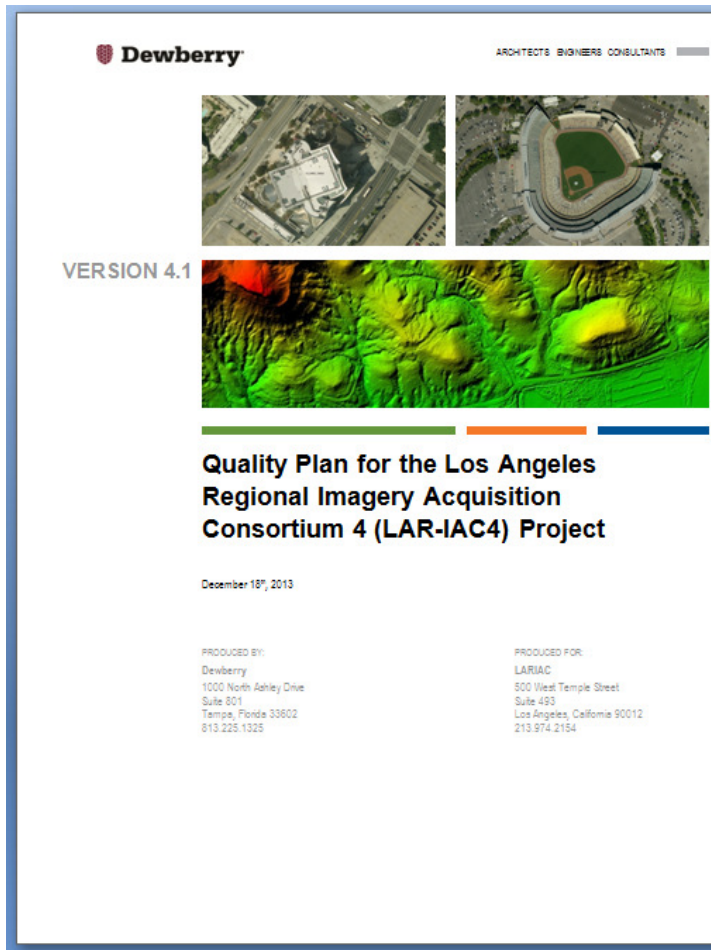 Dewberry
ARCHITECTS ENGINEERS CONSULTANTS
VERSION 4.1
Quality Plan for the Los Angeles
Regional Imagery Acquisition
Consortium 4 (LAR-IAC4) Project
December 18th, 2013
PRODUCED BY:
Dewberry
1000 North Ashley Drive
Suite 801
Tampa, Florida 33602
813.225.1325
PRODUCED FOR:
LARIAC
500 West Temple Street
Suite 493
Los Angeles, California 90012
213.974.2154